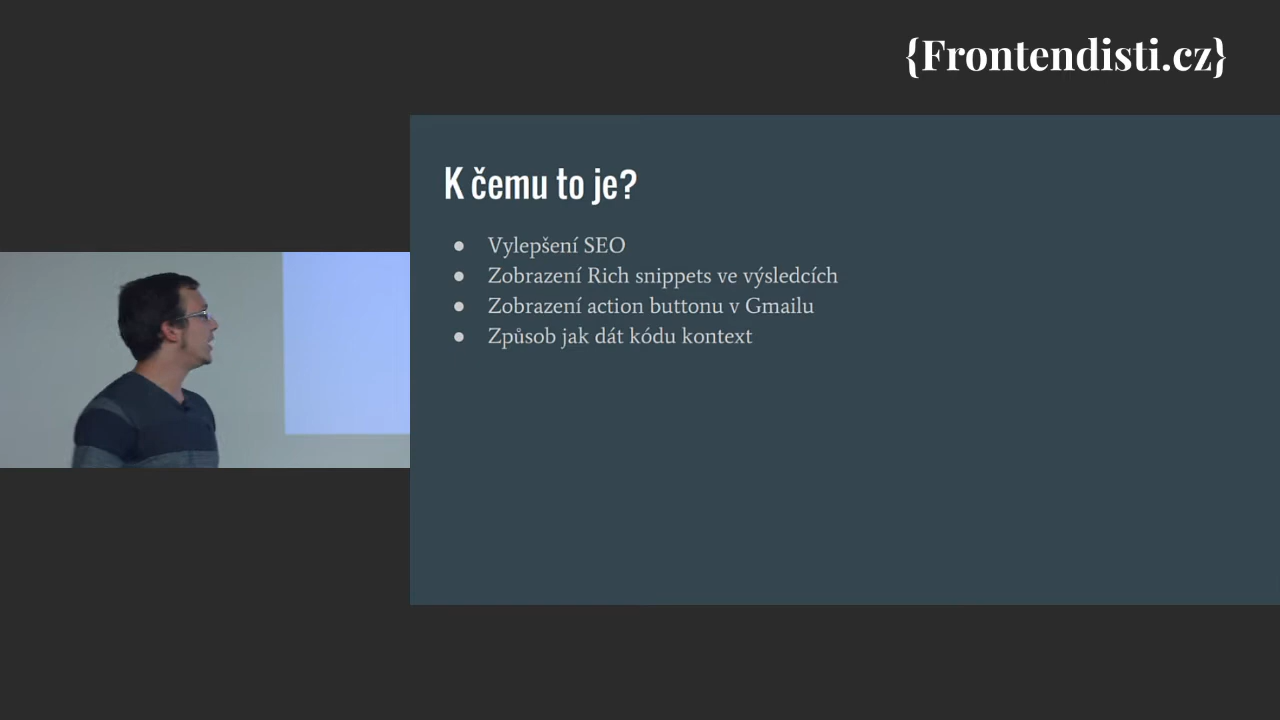 {Frontendisti.cz}
K čemu to je?
● Vylepšení SEO
● Zobrazení Rich snippets ve výsledcích
● Zobrazení action buttonu v Gmailu
● Způsob jak dát kódu kontext